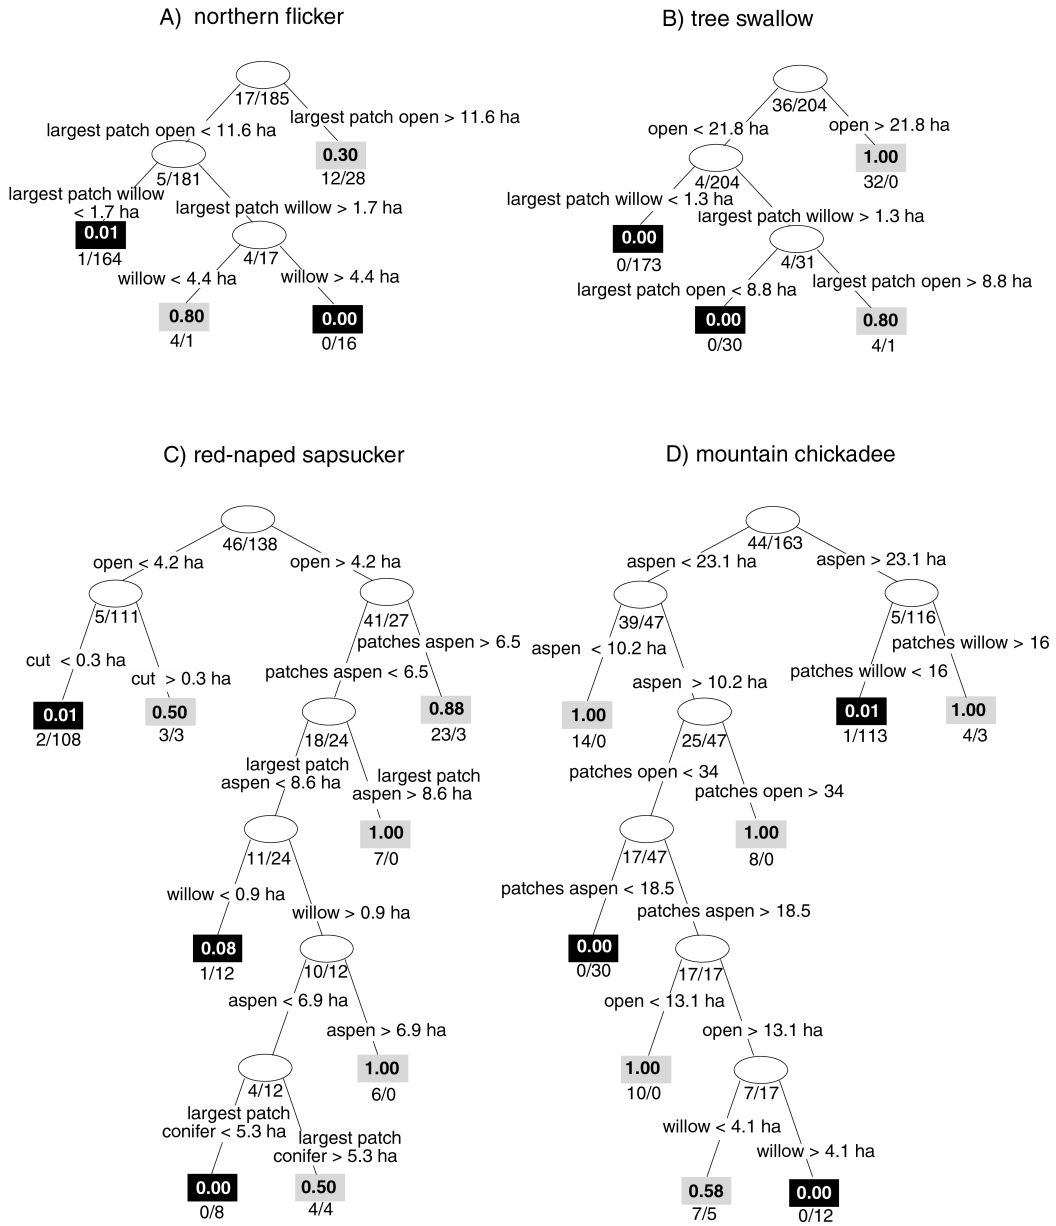 A) northern flicker
17/185
largest patch open < 11.6 ha
largest patch open > 11.6 ha
5/181
0.30
12/28
largest patch willow
< 1.7 ha
largest patch willow > 1.7 ha
0.01
1/164
4/17
willow < 4.4 ha
willow > 4.4 ha
0.80
4/1
0.00
0/16
B) tree swallow
36/204
open < 21.8 ha
open > 21.8 ha
4/204
1.00
32/0
largest patch willow < 1.3 ha
largest patch willow > 1.3 ha
0.00
0/173
4/31
largest patch open < 8.8 ha
largest patch open > 8.8 ha
0.00
0/30
0.80
4/1
C) red-naped sapsucker
46/138
open < 4.2 ha
open > 4.2 ha
5/111
41/27
cut < 0.3 ha
cut > 0.3 ha
patches aspen > 6.5
patches aspen < 6.5
0.01
2/108
0.50
3/3
0.88
23/3
18/24
largest patch
aspen < 8.6 ha
largest patch
aspen > 8.6 ha
11/24
1.00
7/0
willow < 0.9 ha
willow > 0.9 ha
0.08
1/12
10/12
aspen < 6.9 ha
aspen > 6.9 ha
4/12
1.00
6/0
largest patch
conifer < 5.3 ha
largest patch
conifer > 5.3 ha
0.00
0/8
0.50
4/4
D) mountain chickadee
44/163
aspen < 23.1 ha
aspen > 23.1 ha
39/47
5/116
aspen < 10.2 ha
aspen > 10.2 ha
patches willow > 16
patches willow < 16
1.00
14/0
25/47
0.01
1/113
1.00
4/3
patches open < 34
patches open > 34
17/47
1.00
8/0
patches aspen < 18.5
patches aspen > 18.5
0.00
0/30
17/17
open < 13.1 ha
open > 13.1 ha
1.00
10/0
7/17
willow < 4.1 ha
willow > 4.1 ha
0.58
7/5
0.00
0/12